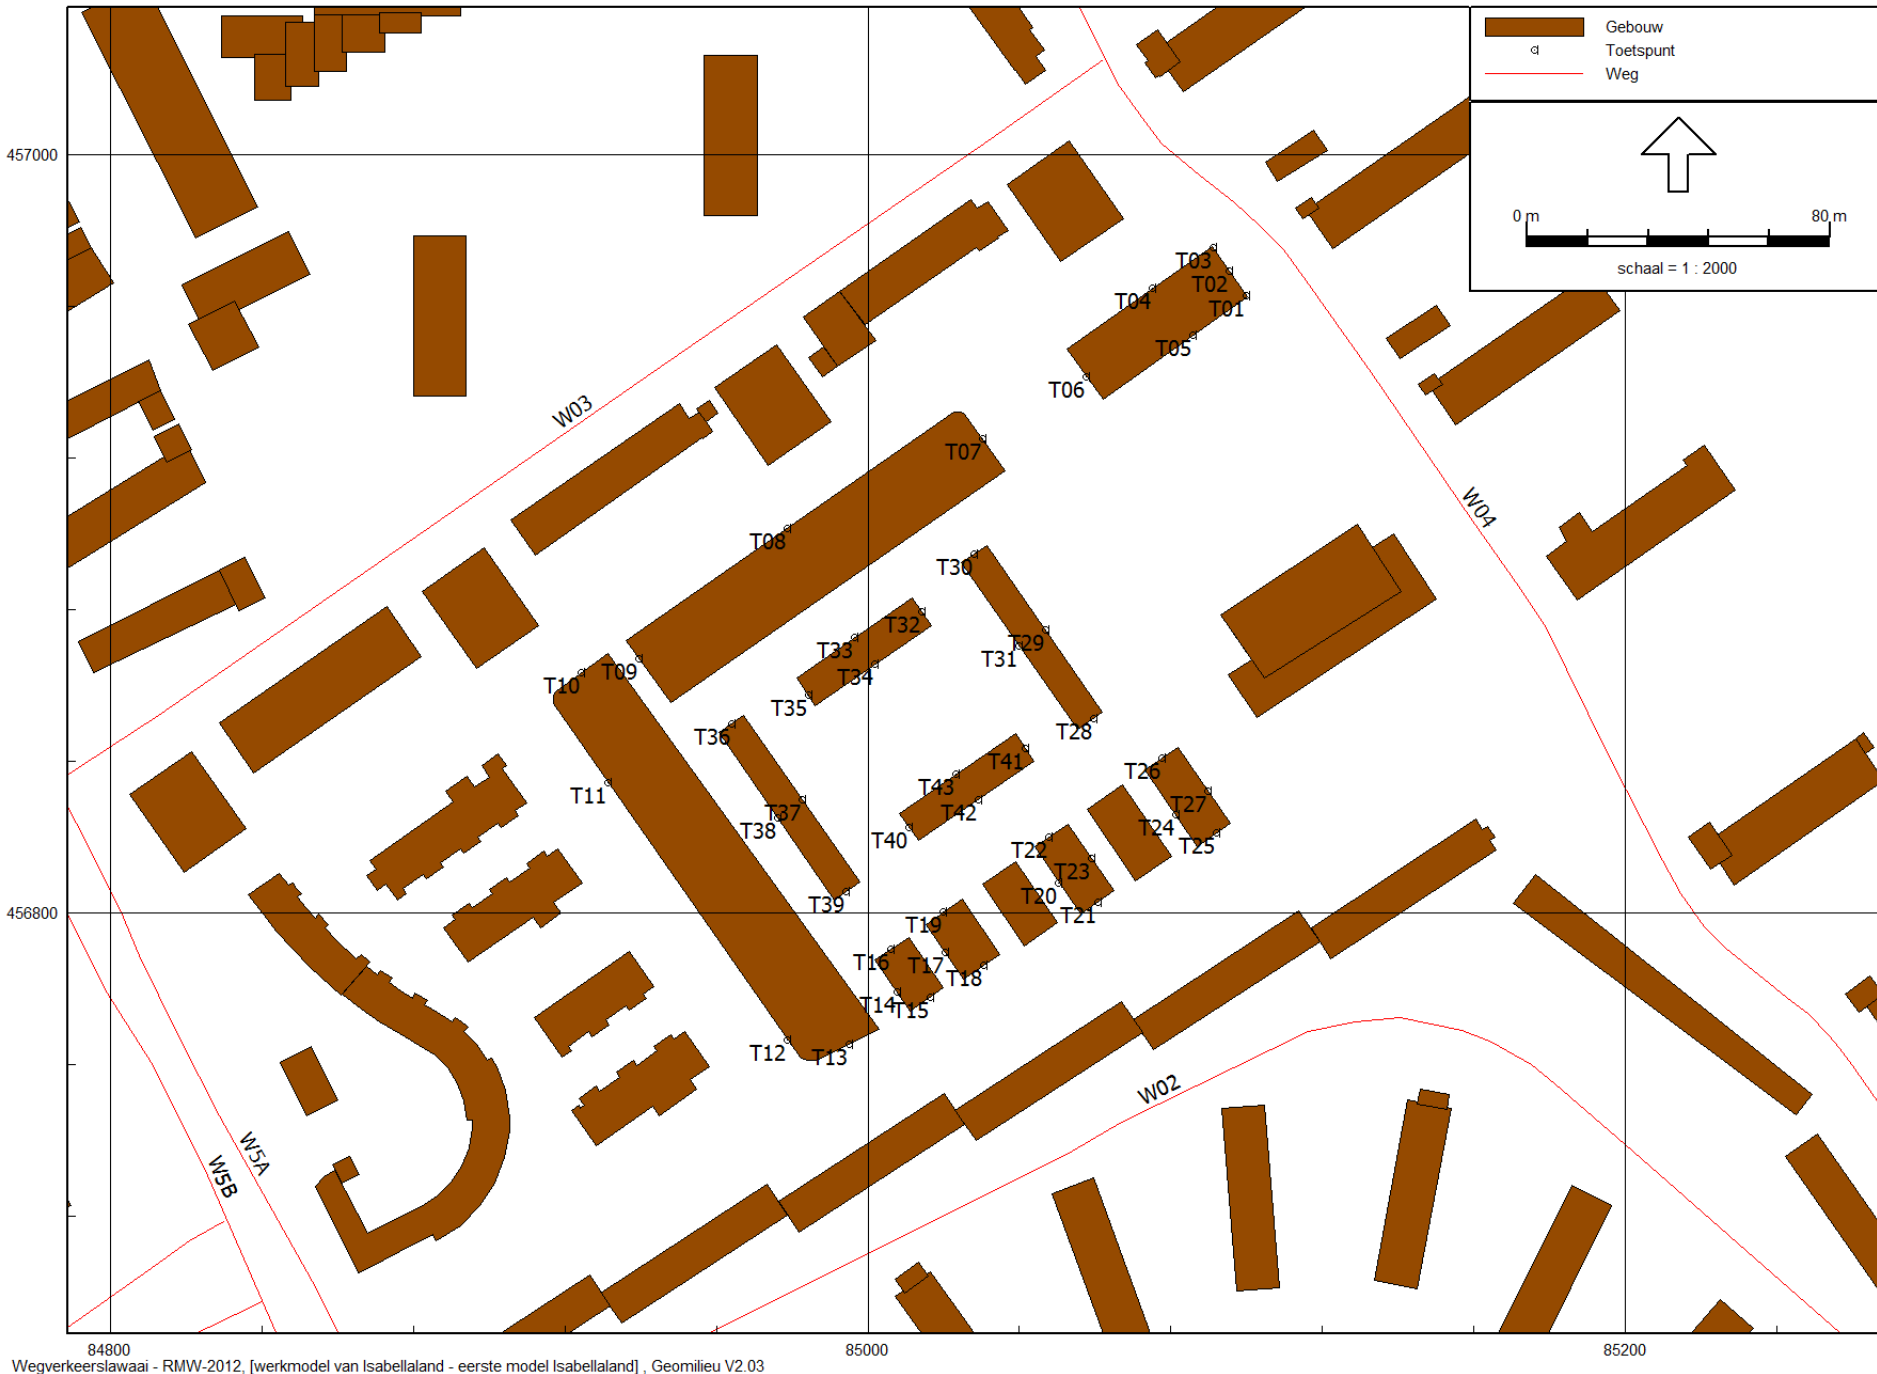 Gebouw
Toetspunt
Weg
457000
0 m 80 m
schaal = 1 : 2000
T03
T02
T04
T01
T05
T06
W03
T07
W04
T08
T30
T32
T33
T29
T31
T09
T34
T10
T35
T36
T28
T41
T26
T43
T11
T37
T42
T27
T38
T24
T40
T25
T22
T23
T20
T39
T21
456800
T19
T16
T17
T18
T14
T15
T12
T13
W02
W5A
W5B
84800 85000 85200
Wegverkeerslawaai - RMW-2012, [werkmodel van Isabellaland - eerste model Isabellaland] , Geomilieu V2.03